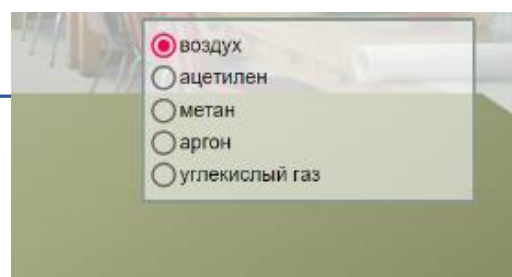 воздух
ацетилен
метан
аргон
углекислый газ